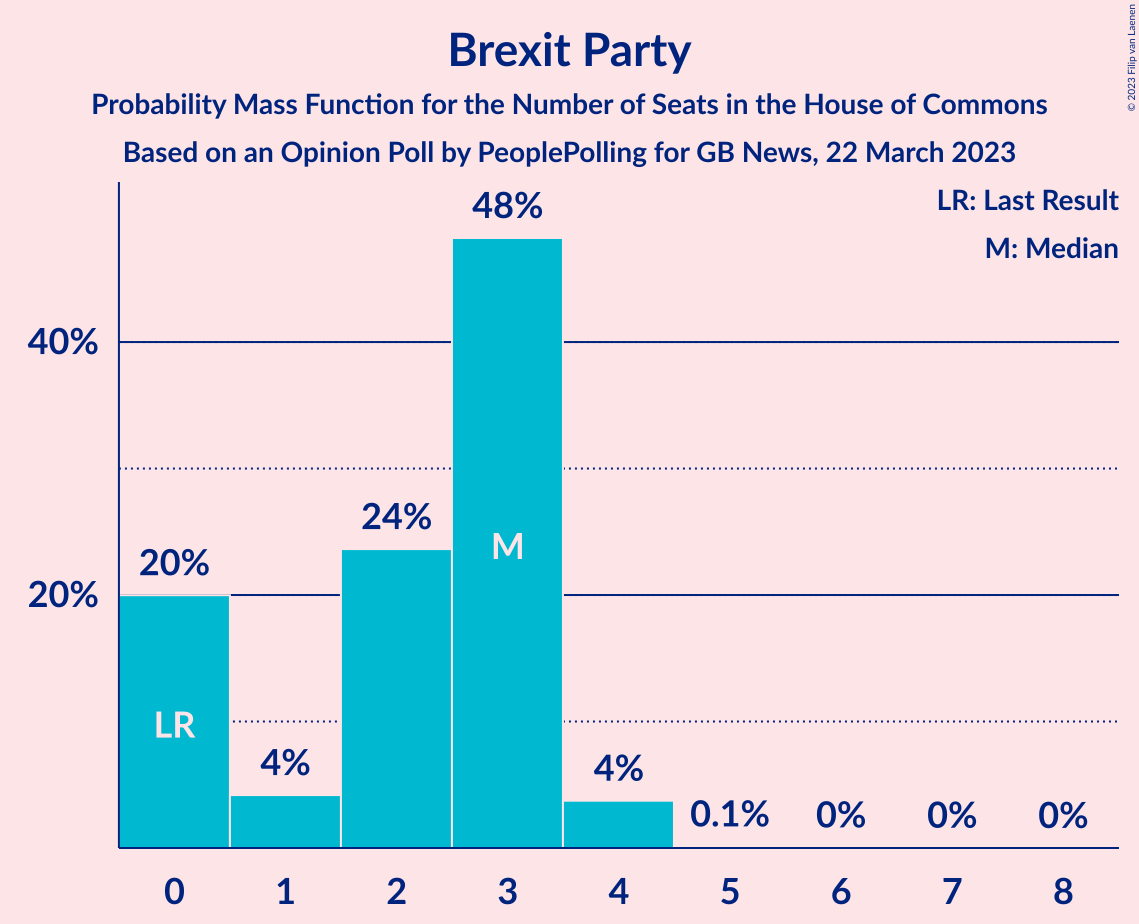 Brexit Party
Probability Mass Function for the Number of Seats in the House of Commons
Based on an Opinion Poll by PeoplePolling for GB News, 22 March 2023
© 2023 Filip van Laenen
LR: Last Result
M: Median
48%
40%
M
24%
20%
20%
LR
4%
4%
0.1%
0%
0%
0%
0 1 2 3 4 5 6 7 8